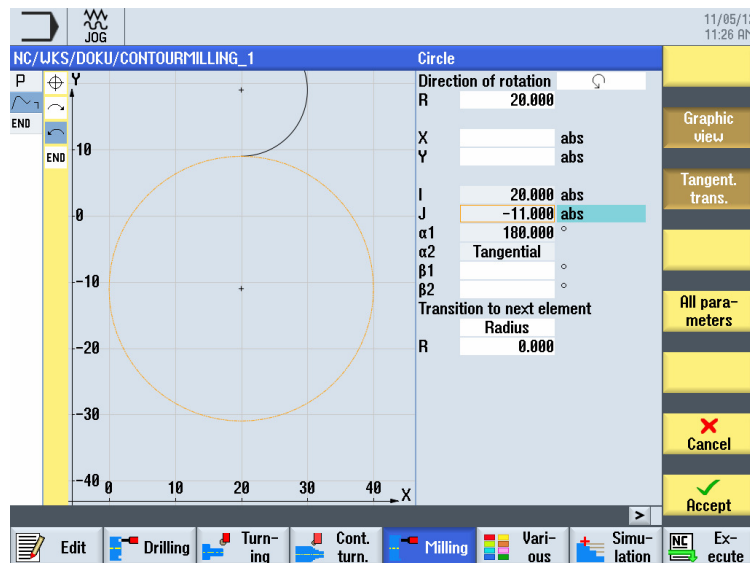 11/05/1
11:26 AM
JOG
NC/WKS/DOKU/CONTOURMILLING_1
Circle
P
END
END
Y
10
0
-10
-20
-30
-40
0 10 20 30 40 X
Direction of rotation
R 20.000
X abs
Y abs
I 20.000 abs
J -11.000 abs
α1 180.000 °
α2 Tangential
β1 °
β2 °
Transition to next element
Radius
R 0.000
Graphic
view
Tangent.
trans.
All para-
meters
Cancel
Accept
>
Edit
Drilling
Turn-
ing
Cont.
turn.
Milling
Vari-
ous
Simu-
lation
NC
Ex-
ecute